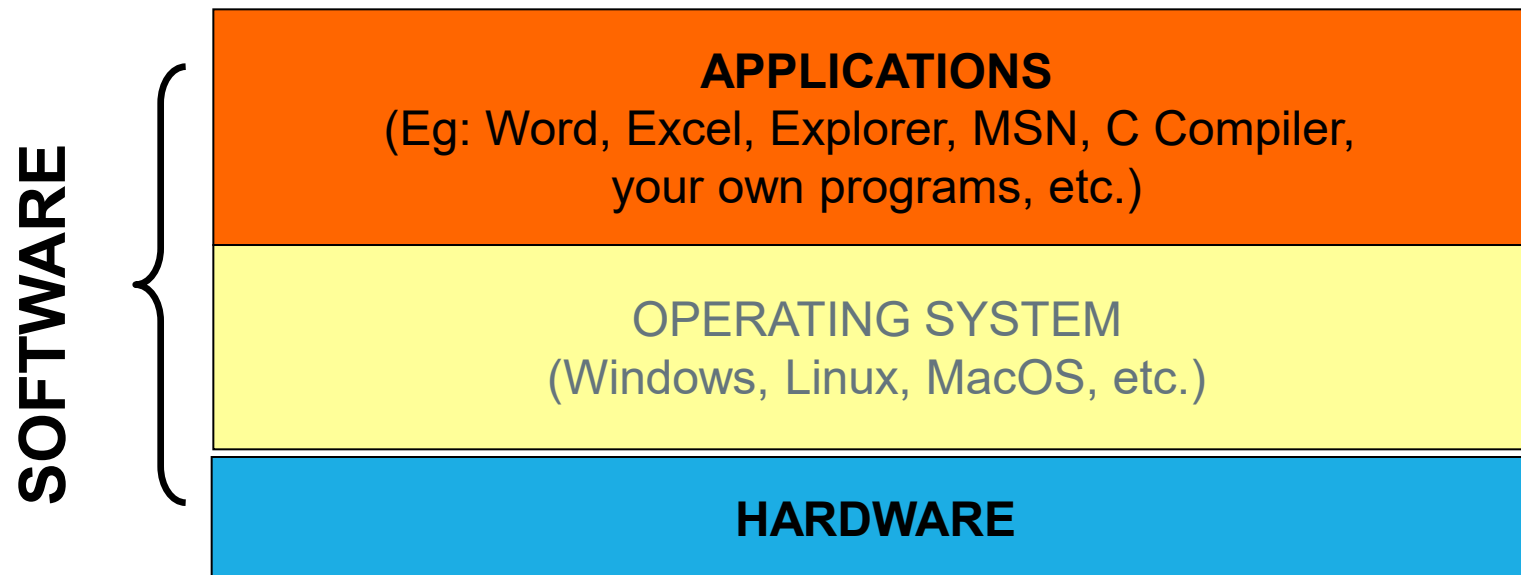 SOFTWARE
APPLICATIONS
(Eg: Word, Excel, Explorer, MSN, C Compiler,
your own programs, etc.)
OPERATING SYSTEM
(Windows, Linux, MacOS, etc.)
HARDWARE